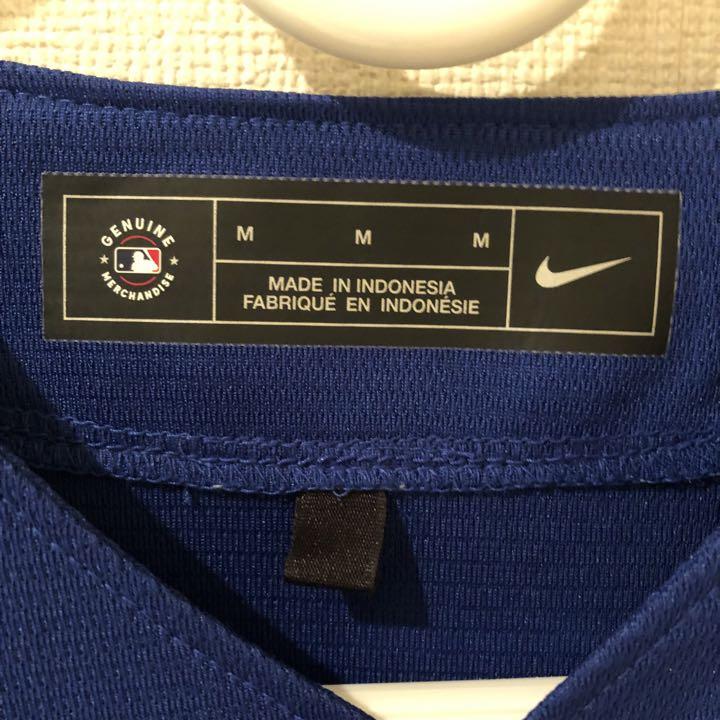 GENUINE
MERCHANDISE
M M M
MADE IN INDONESIA
FABRIQUÉ EN INDONÉSIE